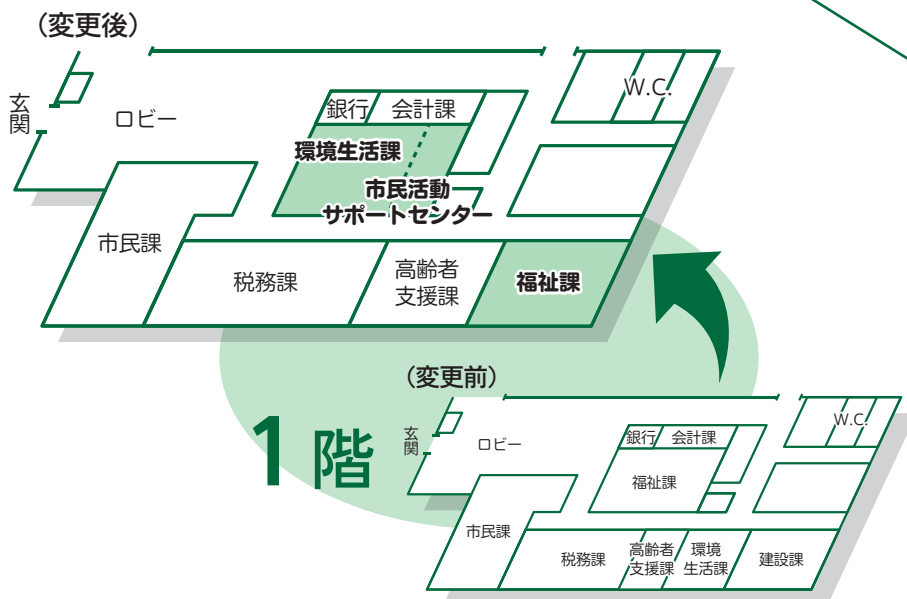 （変更後）
W.C.
銀行
会計課
玄関
ロビー
環境生活課
市民活動
サポートセンター
市民課
税務課
高齢者
支援課
福祉課
1階
（変更前）
W.C.
銀行
会計課
玄関
ロビー
福祉課
市民課
税務課
高齢者
支援課
環境
生活課
建設課